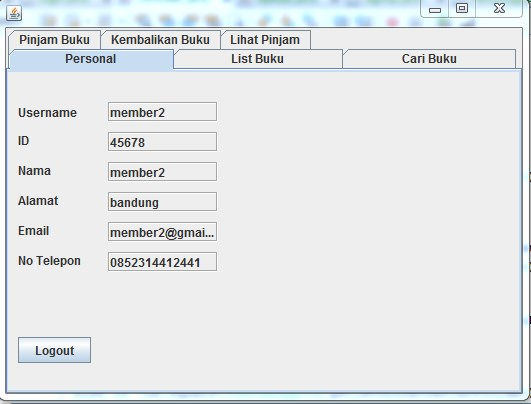 Pinjam Buku Kembalikan Buku Lihat Pinjam
Personal List Buku Cari Buku
Username member2
ID 45678
Nama member2
Alamat bandung
Email member2@gmai...
No Telepon 0852314412441
Logout